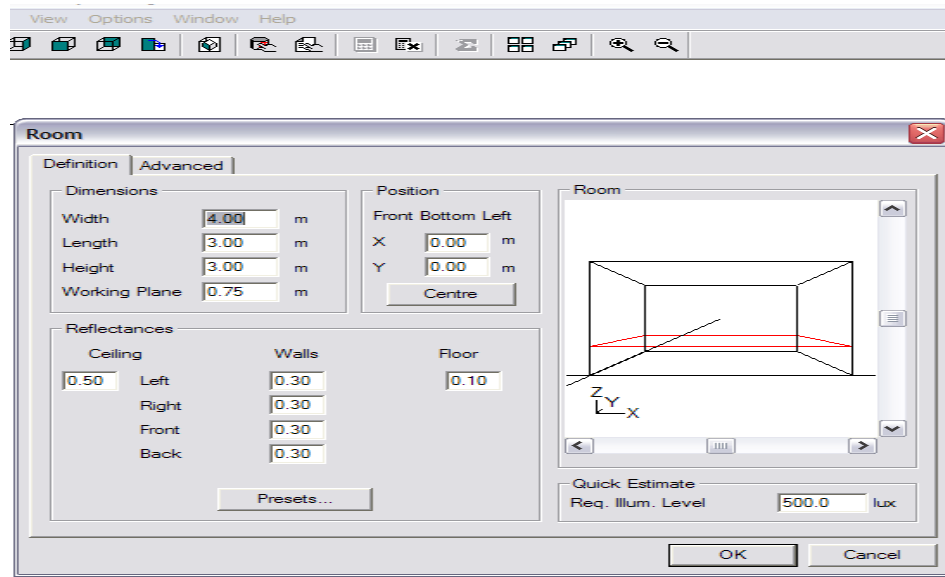 View Options Window Help
Room
Definition Advanced
Dimensions
Width 4.00 m
Length 3.00 m
Height 3.00 m
Working Plane 0.75 m
Position
Front Bottom Left
X 0.00 m
Y 0.00 m
Centre
Reflectances
Ceiling Walls Floor
0.50 Left 0.30 0.10
Right 0.30
Front 0.30
Back 0.30
Presets...
Room
Z
Y
X
Quick Estimate
Req. Illum. Level 500.0 lux
OK Cancel